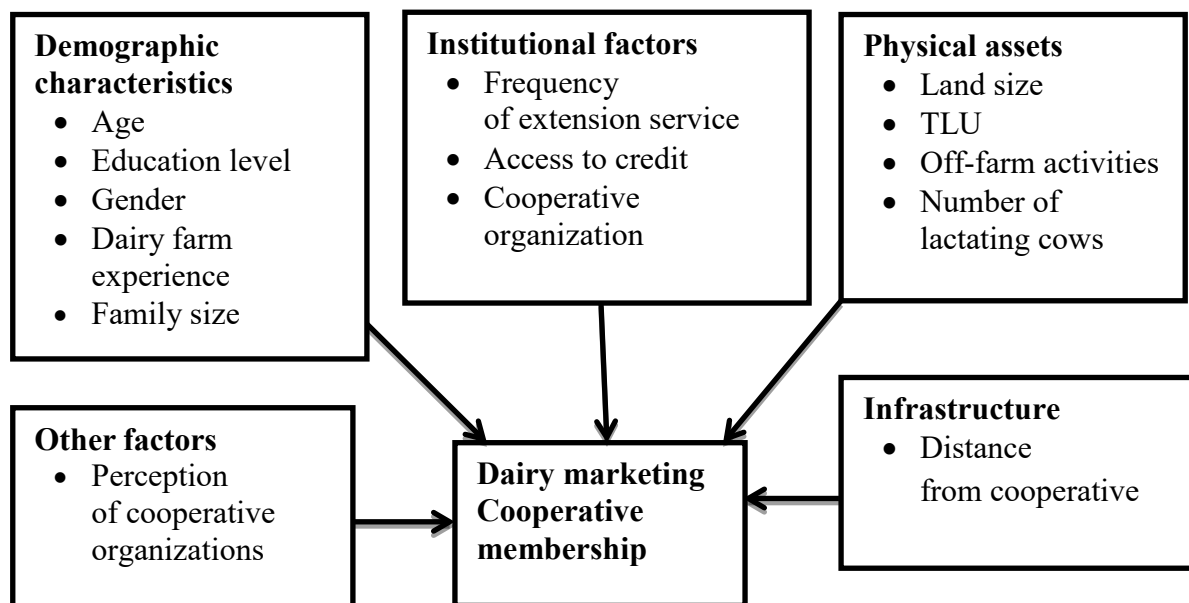 Demographic
characteristics
• Age
• Education level
• Gender
• Dairy farm
experience
• Family size
Institutional factors
• Frequency
of extension service
• Access to credit
• Cooperative
organization
Physical assets
• Land size
• TLU
• Off-farm activities
• Number of
lactating cows
Other factors
• Perception
of cooperative
organizations
Dairy marketing
Cooperative
membership
Infrastructure
• Distance
from cooperative